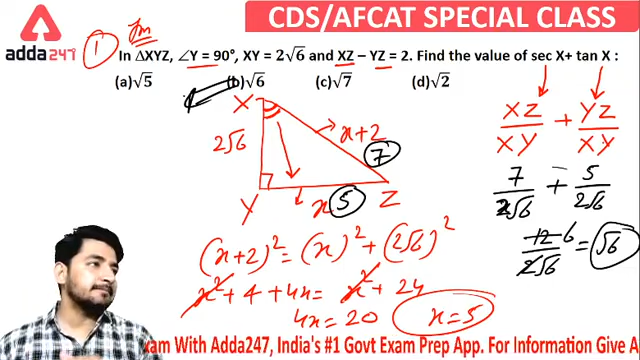 CDS/AFCAT SPECIAL CLASS
adda247
1
In ΔXYZ, ∠Y = 90°, XY = 2√6 and XZ – YZ = 2. Find the value of sec X+ tan X :
(a)√5 (b)√6 (c)√7 (d)√2
X
2√6
x+2
7
Y
x 5 Z
XZ/XY + YZ/XY
7/2√6 + 5/2√6
12 6/2√6 = √6
(x+2)² = (x)² + (2√6)²
x² + 4 + 4x = x² + 24
4x = 20 x=5
xam With Adda247, India's #1 Govt Exam Prep App. For Information Give A